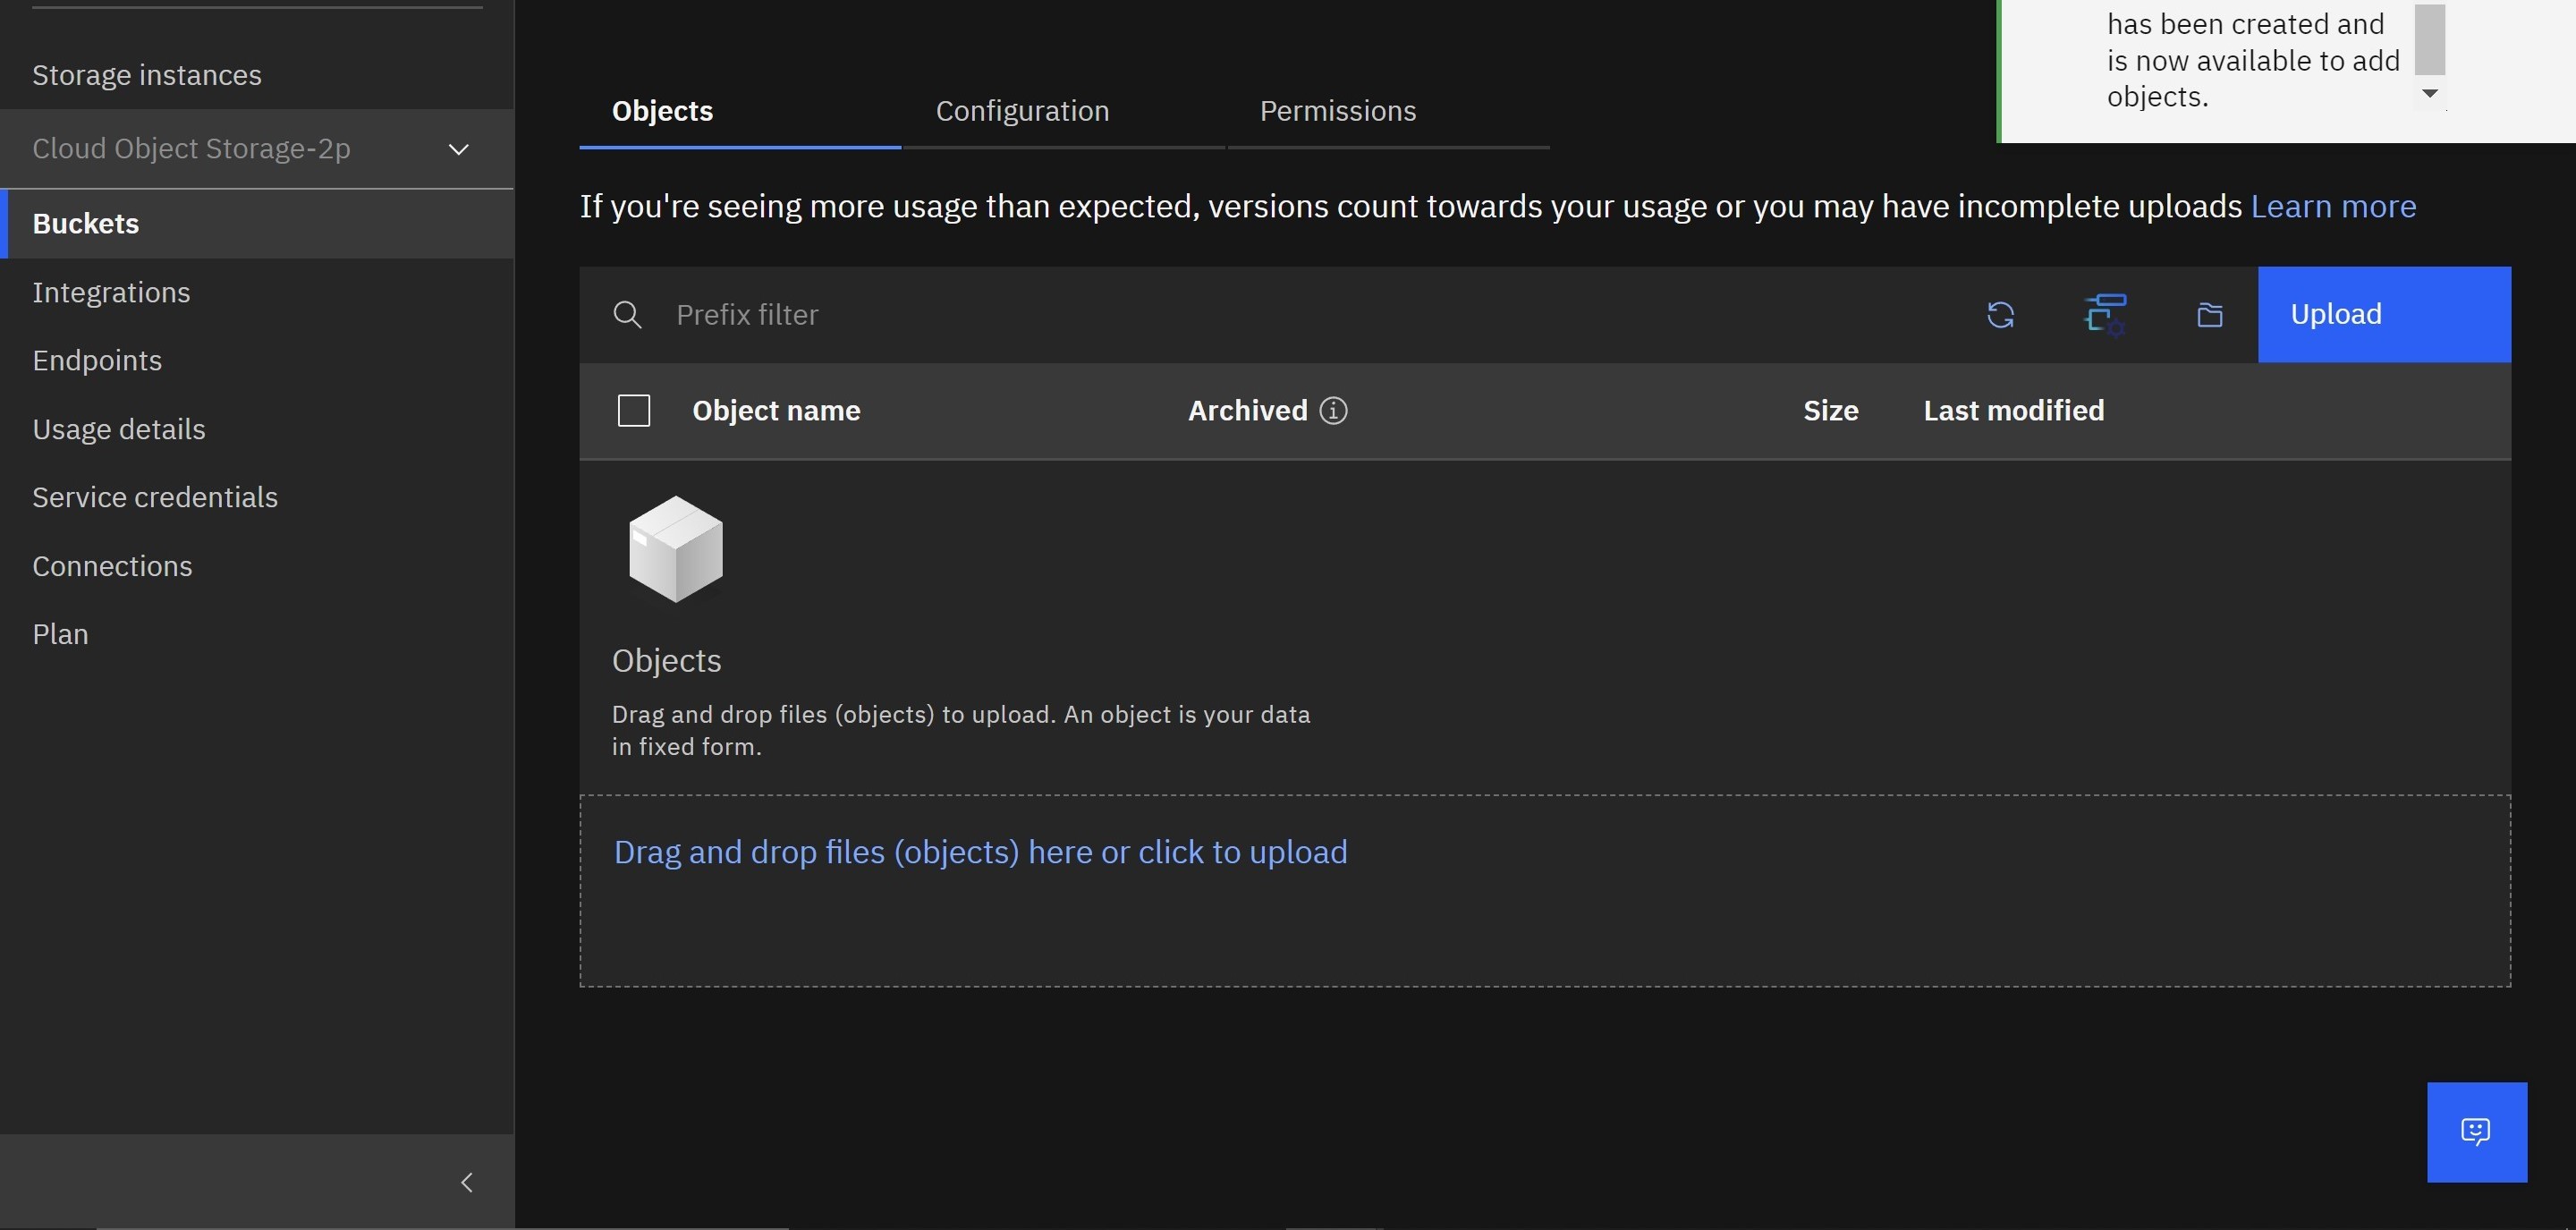 Storage instances
Cloud Object Storage-2p
Buckets
Integrations
Endpoints
Usage details
Service credentials
Connections
Plan
has been created and
is now available to add
objects.
Objects
Configuration
Permissions
If you're seeing more usage than expected, versions count towards your usage or you may have incomplete uploads Learn more
Prefix filter
Upload
Object name
Archived
Size
Last modified
Objects
Drag and drop files (objects) to upload. An object is your data
in fixed form.
Drag and drop files (objects) here or click to upload